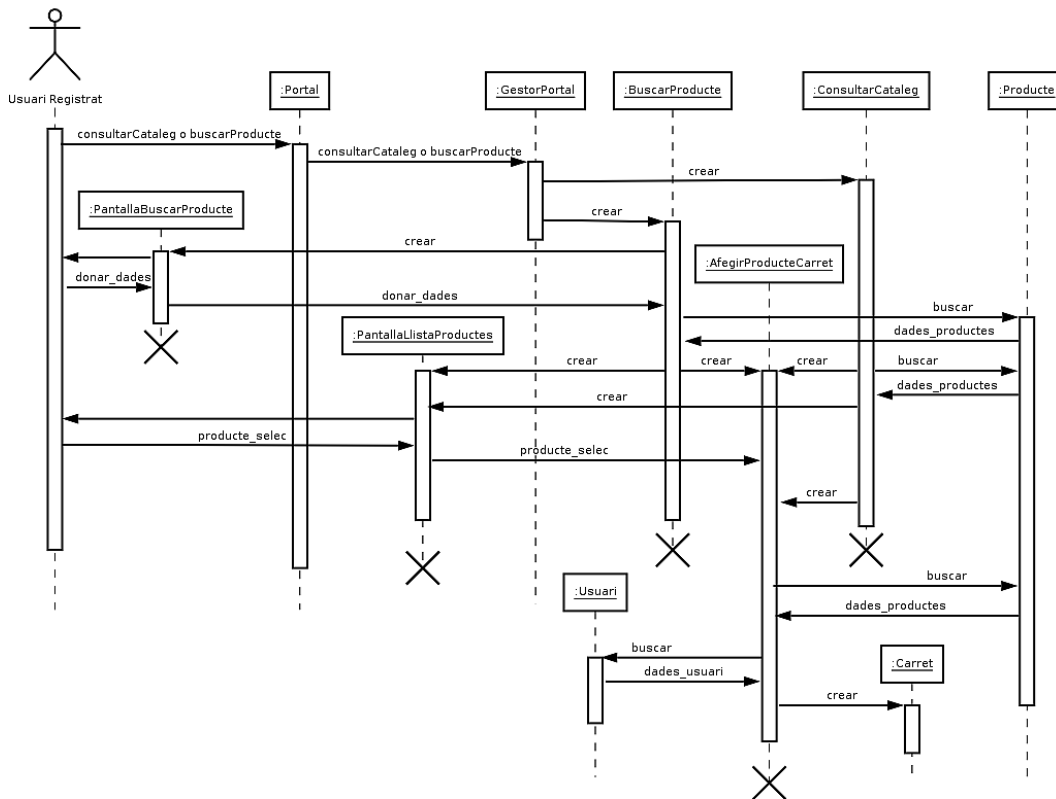 Usuari Registrat
:Portal
:GestorPortal
:BuscarProducte
:ConsultarCataleg
:Producte
consultarCataleg o buscarProducte
consultarCataleg o buscarProducte
crear
:PantallaBuscarProducte
crear
crear
:AfegirProducteCarret
donar_dades
donar_dades
buscar
:PantallaLlistaProductes
dades_productes
crear
crear
crear
buscar
dades_productes
crear
producte_selec
producte_selec
crear
buscar
:Usuari
dades_productes
buscar
:Carret
dades_usuari
crear